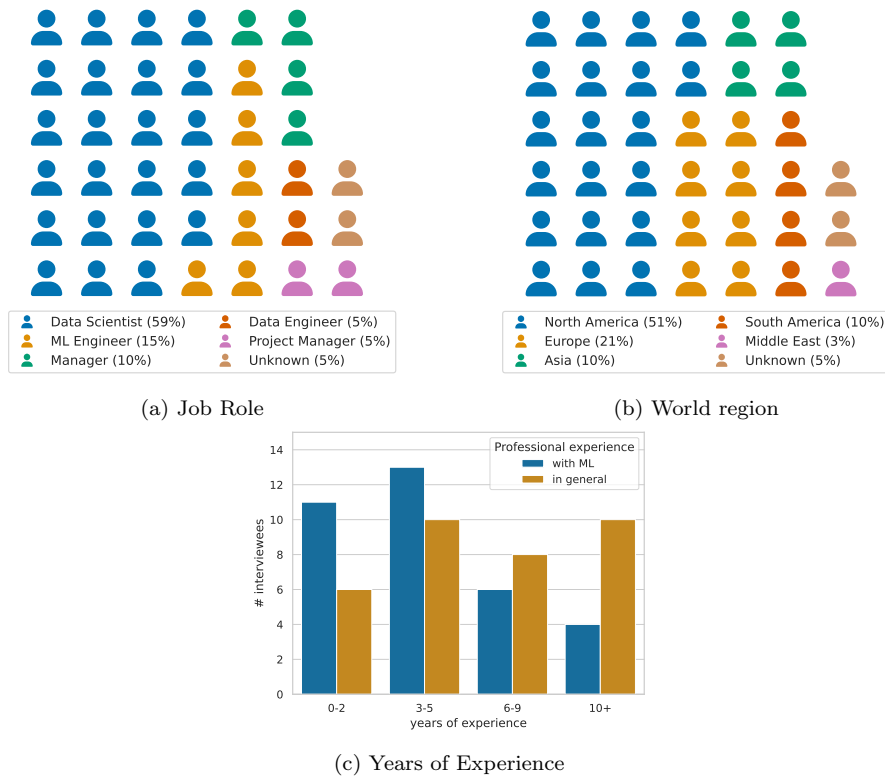 Data Scientist (59%)
ML Engineer (15%)
Manager (10%)
Data Engineer (5%)
Project Manager (5%)
Unknown (5%)
(a) Job Role
North America (51%)
Europe (21%)
Asia (10%)
South America (10%)
Middle East (3%)
Unknown (5%)
(b) World region
Professional experience
with ML
in general
# interviewees
14
12
10
8
6
4
2
0
0-2
3-5
6-9
10+
years of experience
(c) Years of Experience